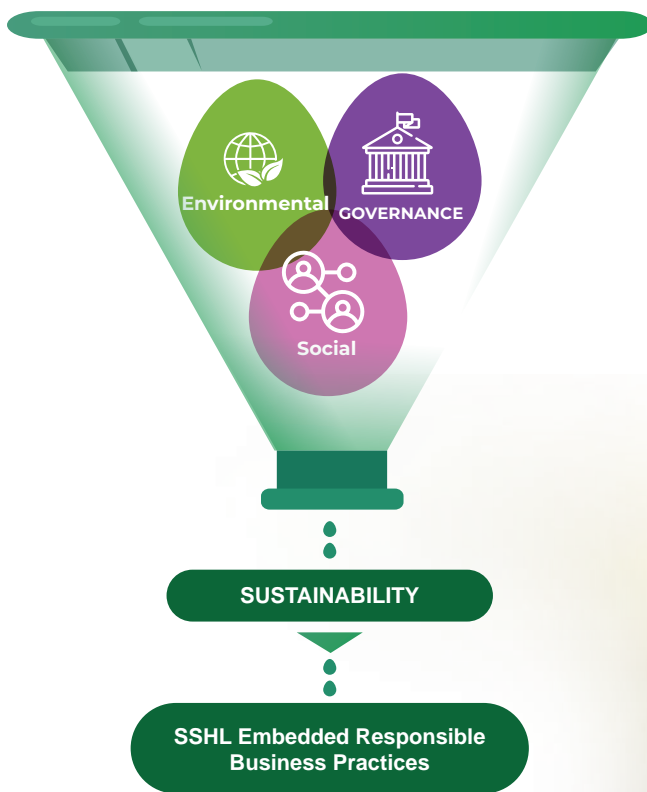 Environmental
GOVERNANCE
Social
SUSTAINABILITY
SSHL Embedded Responsible
Business Practices